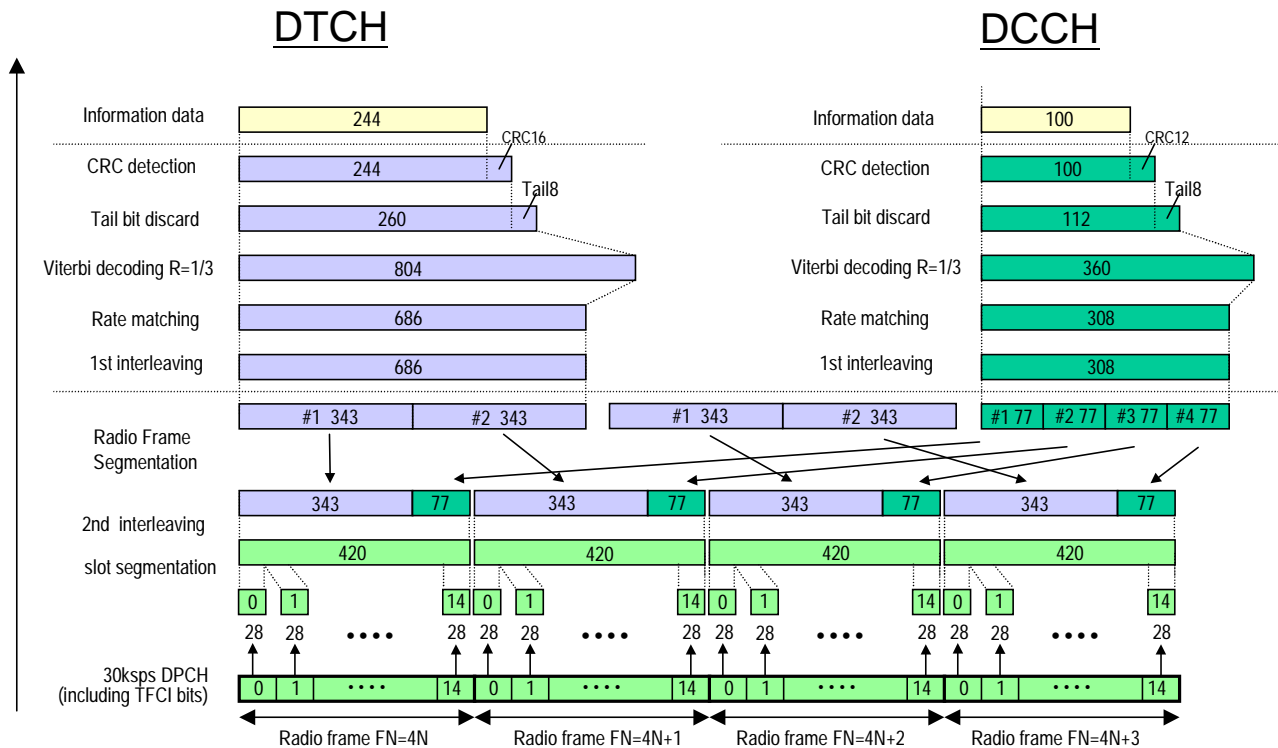 DTCH DCCH
Information data 244 Information data 100
CRC16 CRC12
CRC detection 244 CRC detection 100
Tail8 Tail8
Tail bit discard 260 Tail bit discard 112
Viterbi decoding R=1/3 804 Viterbi decoding R=1/3 360
Rate matching 686 Rate matching 308
1st interleaving 686 1st interleaving 308
#1 343 #2 343 #1 343 #2 343 #1 77 #2 77 #3 77 #4 77
Radio Frame
Segmentation
343 77 343 77 343 77 343 77
2nd interleaving
420 420 420 420
slot segmentation
0 1 14 0 1 14 0 1 14 0 1 14
28 28 •••• 28 28 28 •••• 28 28 28 •••• 28 28 28 •••• 28
30ksps DPCH
(including TFCI bits)
0 1 •••• 14 0 1 •••• 14 0 1 •••• 14 0 1 •••• 14
Radio frame FN=4N Radio frame FN=4N+1 Radio frame FN=4N+2 Radio frame FN=4N+3